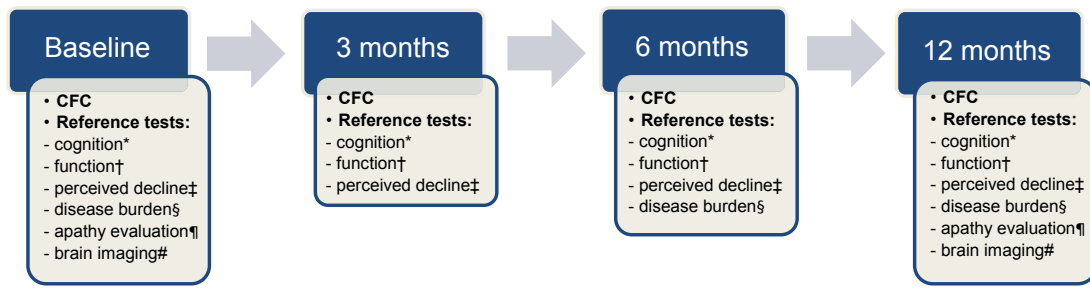 Baseline
• CFC
• Reference tests:
- cognition*
- function†
- perceived decline‡
- disease burden§
- apathy evaluation¶
- brain imaging#
3 months
• CFC
• Reference tests:
- cognition*
- function†
- perceived decline‡
6 months
• CFC
• Reference tests:
- cognition*
- function†
- perceived decline‡
- disease burden§
12 months
• CFC
• Reference tests:
- cognition*
- function†
- perceived decline‡
- disease burden§
- apathy evaluation¶
- brain imaging#